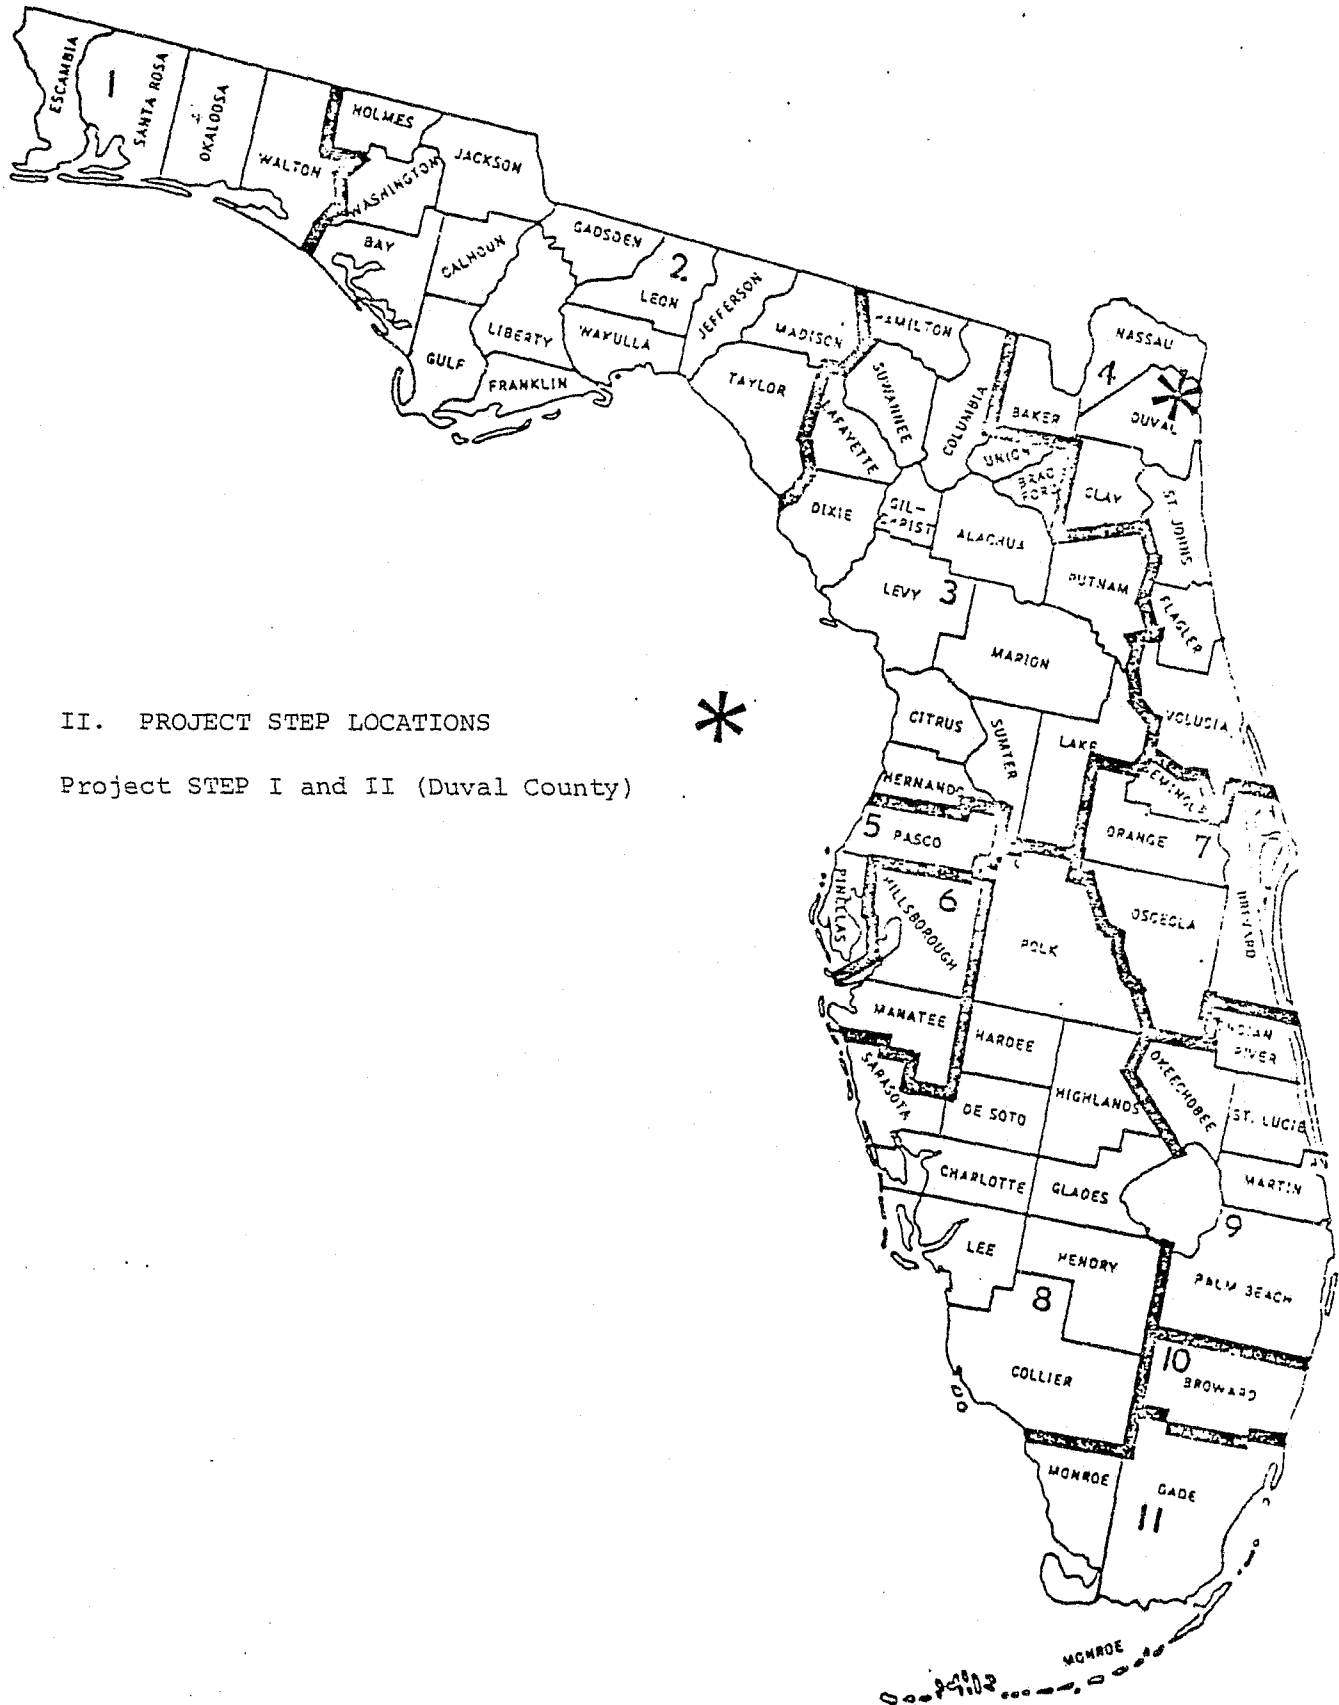 ESCAMBIA
1
SANTA ROSA
OKALOOSA
WALTON
HOLMES
WASHINGTON
JACKSON
BAY
CALHOUN
GULF
LIBERTY
FRANKLIN
GADSDEN
2
LEON
WAKULLA
JEFFERSON
MADISON
TAYLOR
HAMILTON
SUWANNEE
LAFAYETTE
COLUMBIA
BAKER
NASSAU
4
DUVAL
UNION
BRAD
FORD
CLAY
ST. JOHNS
DIXIE
GIL-
CHRIST
ALACHUA
PUTNAM
FLAGLER
LEVY
3
MARION
II. PROJECT STEP LOCATIONS
*
Project STEP I and II (Duval County)
CITRUS
SUMTER
LAKE
VOLUSIA
HERNANDO
SEMINOLE
5
PASCO
ORANGE
7
PINELLAS
HILLSBOROUGH
6
POLK
OSCEOLA
BREVARD
MANATEE
HARDEE
INDIAN
RIVER
SARASOTA
DE SOTO
HIGHLANDS
OKEECHOBEE
ST. LUCIE
CHARLOTTE
GLADES
MARTIN
9
LEE
HENDRY
PALM BEACH
8
COLLIER
10
BROWARD
MONROE
DADE
11
MONROE